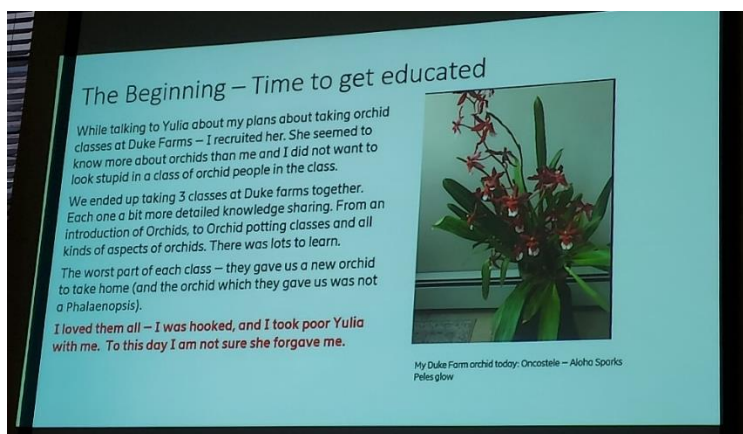 The Beginning – Time to get educated
While talking to Yulia about my plans about taking orchid
classes at Duke Farms – I recruited her. She seemed to
know more about orchids than me and I did not want to
look stupid in a class of orchid people in the class.
We ended up taking 3 classes at Duke farms together.
Each one a bit more detailed knowledge sharing. From an
introduction of Orchids, to Orchid potting classes and all
kinds of aspects of orchids. There was lots to learn.
The worst part of each class – they gave us a new orchid
to take home (and the orchid which they gave us was not
a Phalaenopsis).
I loved them all – I was hooked, and I took poor Yulia
with me. To this day I am not sure she forgave me.
My Duke Farm orchid today: Oncostele – Aloha Sparks
Peles glow